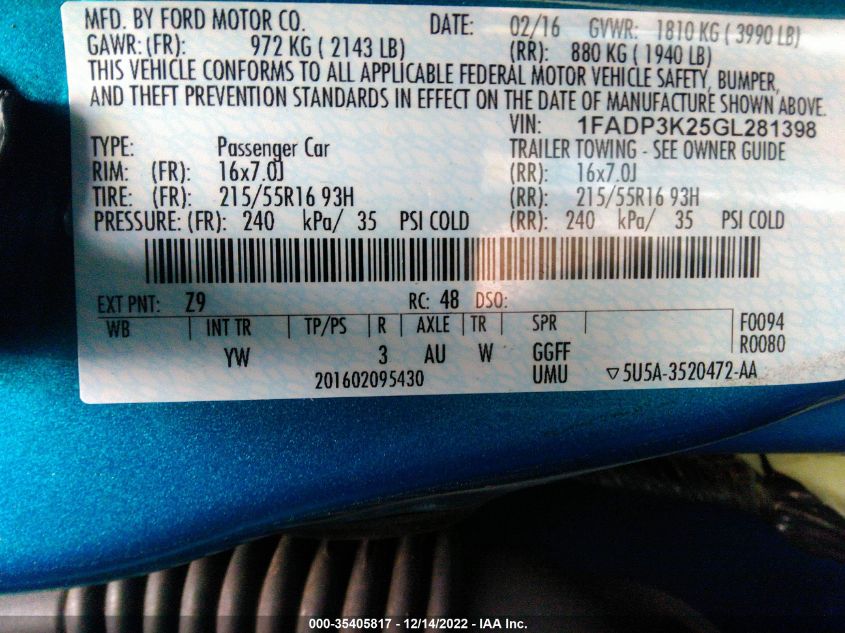 MFD. BY FORD MOTOR CO. DATE: 02/16 GVWR: 1810 KG ( 3990 LB)
GAWR: (FR): 972 KG ( 2143 LB) (RR): 880 KG ( 1940 LB)
THIS VEHICLE CONFORMS TO ALL APPLICABLE FEDERAL MOTOR VEHICLE SAFETY, BUMPER,
AND THEFT PREVENTION STANDARDS IN EFFECT ON THE DATE OF MANUFACTURE SHOWN ABOVE.
VIN: 1FADP3K25GL281398
TYPE: Passenger Car TRAILER TOWING - SEE OWNER GUIDE
RIM: (FR): 16x7.0J (RR): 16x7.0J
TIRE: (FR): 215/55R16 93H (RR): 215/55R16 93H
PRESSURE: (FR): 240 kPa/ 35 PSI COLD (RR): 240 kPa/ 35 PSI COLD
EXT PNT: Z9 RC: 48 DSO:
WB INT TR TP/PS R AXLE TR SPR F0094
YW 3 AU W GGFF R0080
201602095430 UMU ▽5U5A-3520472-AA
000-35405817 - 12/14/2022 - IAA Inc.